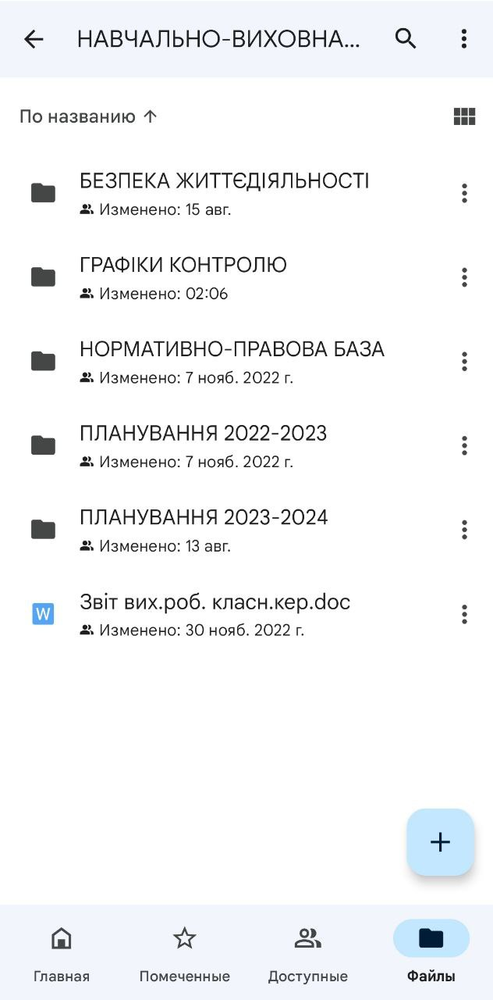 НАВЧАЛЬНО-ВИХОВНА...
По названию
БЕЗПЕКА ЖИТТЄДІЯЛЬНОСТІ
Изменено: 15 авг.
ГРАФІКИ КОНТРОЛЮ
Изменено: 02:06
НОРМАТИВНО-ПРАВОВА БАЗА
Изменено: 7 нояб. 2022 г.
ПЛАНУВАННЯ 2022-2023
Изменено: 7 нояб. 2022 г.
ПЛАНУВАННЯ 2023-2024
Изменено: 13 авг.
W
Звіт вих.роб. класн.кер.doc
Изменено: 30 нояб. 2022 г.
Главная
Помеченные
Доступные
Файлы